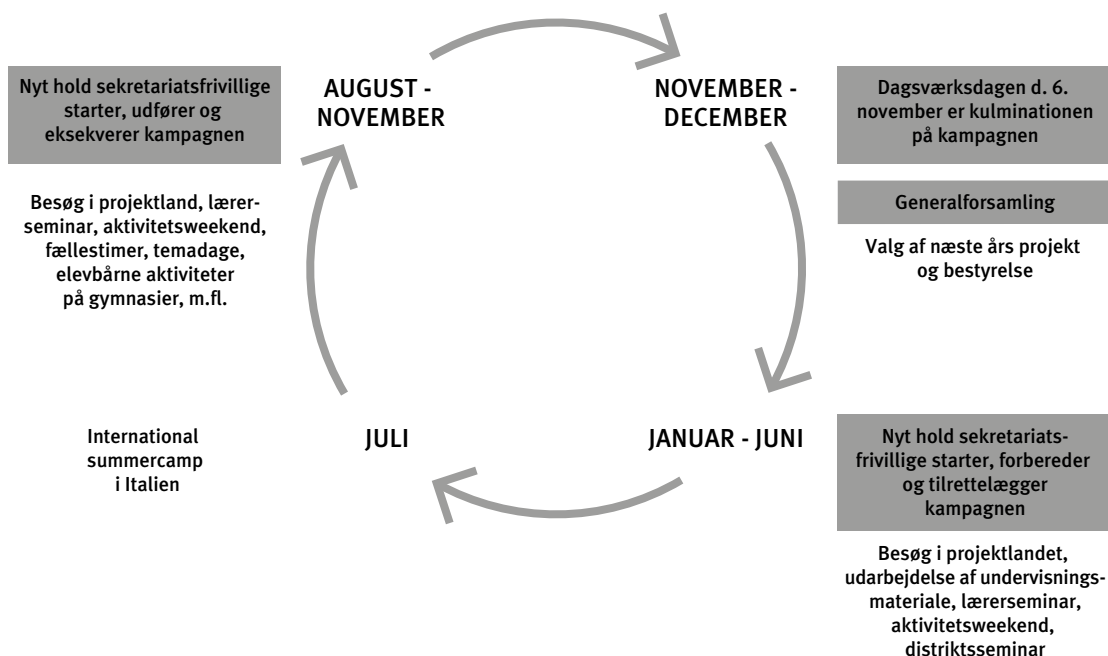 Nyt hold sekretariatsfrivillige
starter, udfører og
eksekverer kampagnen
AUGUST -
NOVEMBER
NOVEMBER -
DECEMBER
Dagsværksdagen d. 6.
november er kulminationen
på kampagnen
Besøg i projektland, lærer-
seminar, aktivitetsweekend,
fællestimer, temadage,
elevbårne aktiviteter
på gymnasier, m.fl.
Generalforsamling
Valg af næste års projekt
og bestyrelse
International
summercamp
i Italien
JULI
JANUAR - JUNI
Nyt hold sekretariats-
frivillige starter, forbereder
og tilrettelægger
kampagnen
Besøg i projektlandet,
udarbejdelse af undervisnings-
materiale, lærerseminar,
aktivitetsweekend,
distriktsseminar